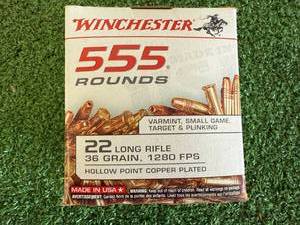 WINCHESTER
555
ROUNDS
VARMINT, SMALL GAME,
TARGET & PLINKING
22 LONG RIFLE
36 GRAIN, 1280 FPS
HOLLOW POINT COPPER PLATED
MADE IN USA
WARNING: